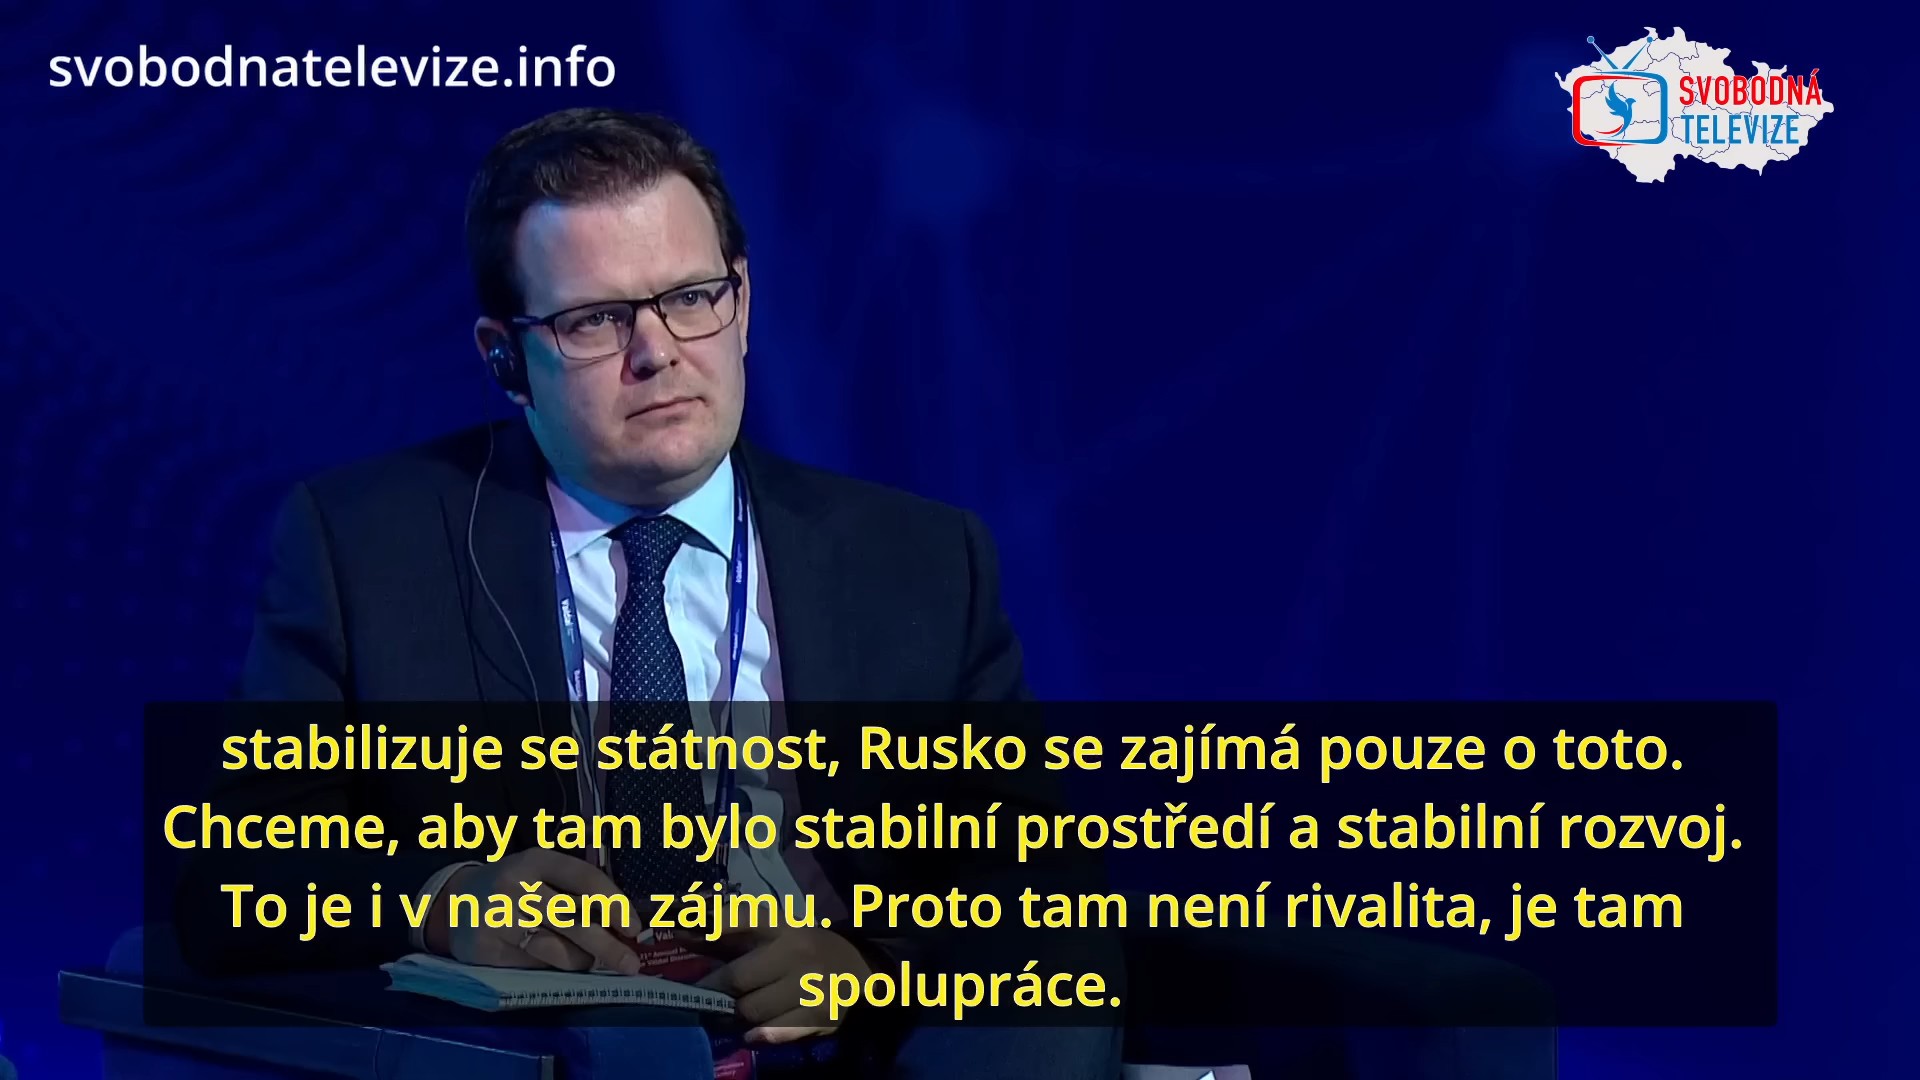 svobodnatelevize.info
SVOBODNÁ
TELEVIZE
Valdai
stabilizuje se státnost, Rusko se zajímá pouze o toto.
Chceme, aby tam bylo stabilní prostředí a stabilní rozvoj.
To je i v našem zájmu. Proto tam není rivalita, je tam
spolupráce.